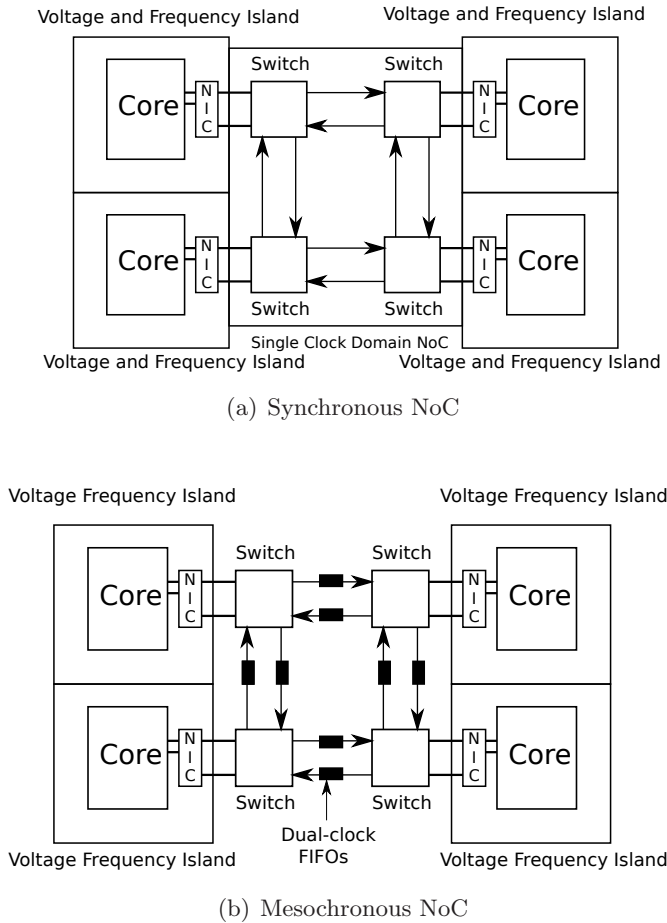 Voltage and Frequency Island Voltage and Frequency Island
Switch Switch
Core N I C N I C Core
Core N I C N I C Core
Switch Switch
Single Clock Domain NoC
Voltage and Frequency Island Voltage and Frequency Island
(a) Synchronous NoC
Voltage Frequency Island Voltage Frequency Island
Switch Switch
Core N I C N I C Core
Core N I C N I C Core
Switch Switch
Dual-clock
FIFOs
Voltage Frequency Island Voltage Frequency Island
(b) Mesochronous NoC